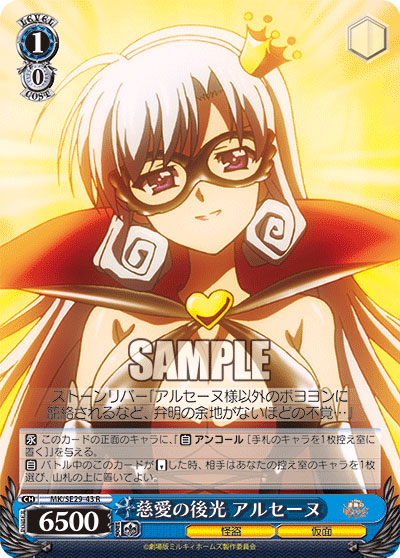 LEVEL
1
0
COST
SAMPLE
ストーンリバー「アルセーヌ様以外のボヨヨンに
籠絡されるなど、弁明の余地がないほどの不覚…」
永 このカードの正面のキャラに、『自 アンコール ［手札のキャラを1枚控え室
に置く］』を与える。
自 バトル中のこのカードが した時、相手はあなたの控え室のキャラを1枚
選び、山札の上に置いてよい。
CH MK/SE29-43 R
6500
慈愛の後光 アルセーヌ
怪盗
仮面
©劇場版ミルキィホームズ製作委員会